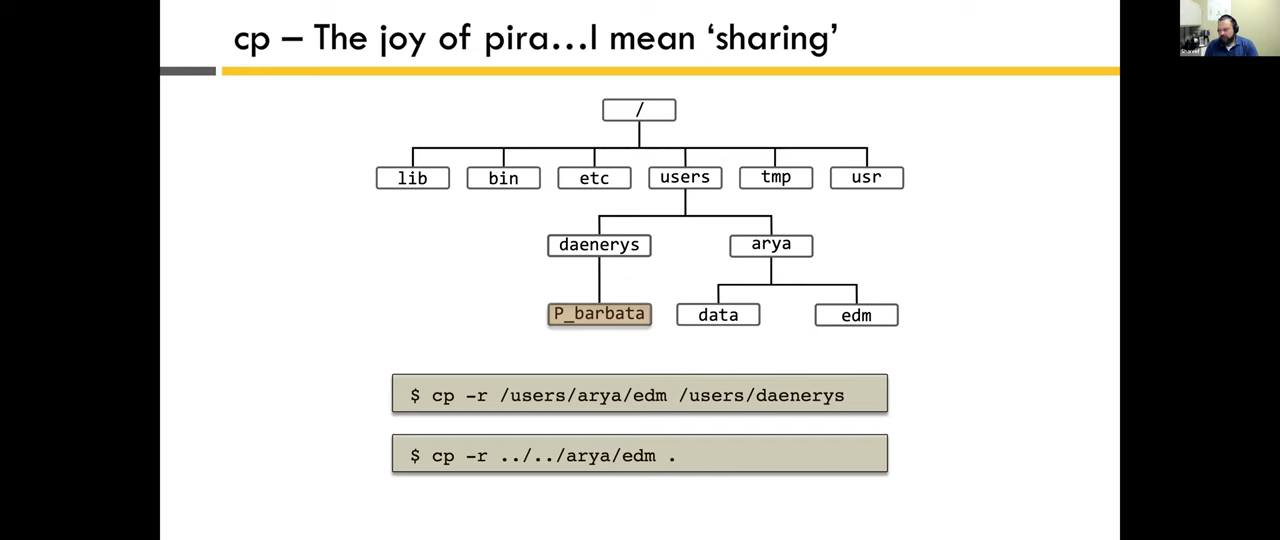 cp – The joy of pira...I mean ‘sharing’
/
lib bin etc users tmp usr
daenerys arya
P_barbata data edm
$ cp -r /users/arya/edm /users/daenerys
$ cp -r ../../arya/edm .